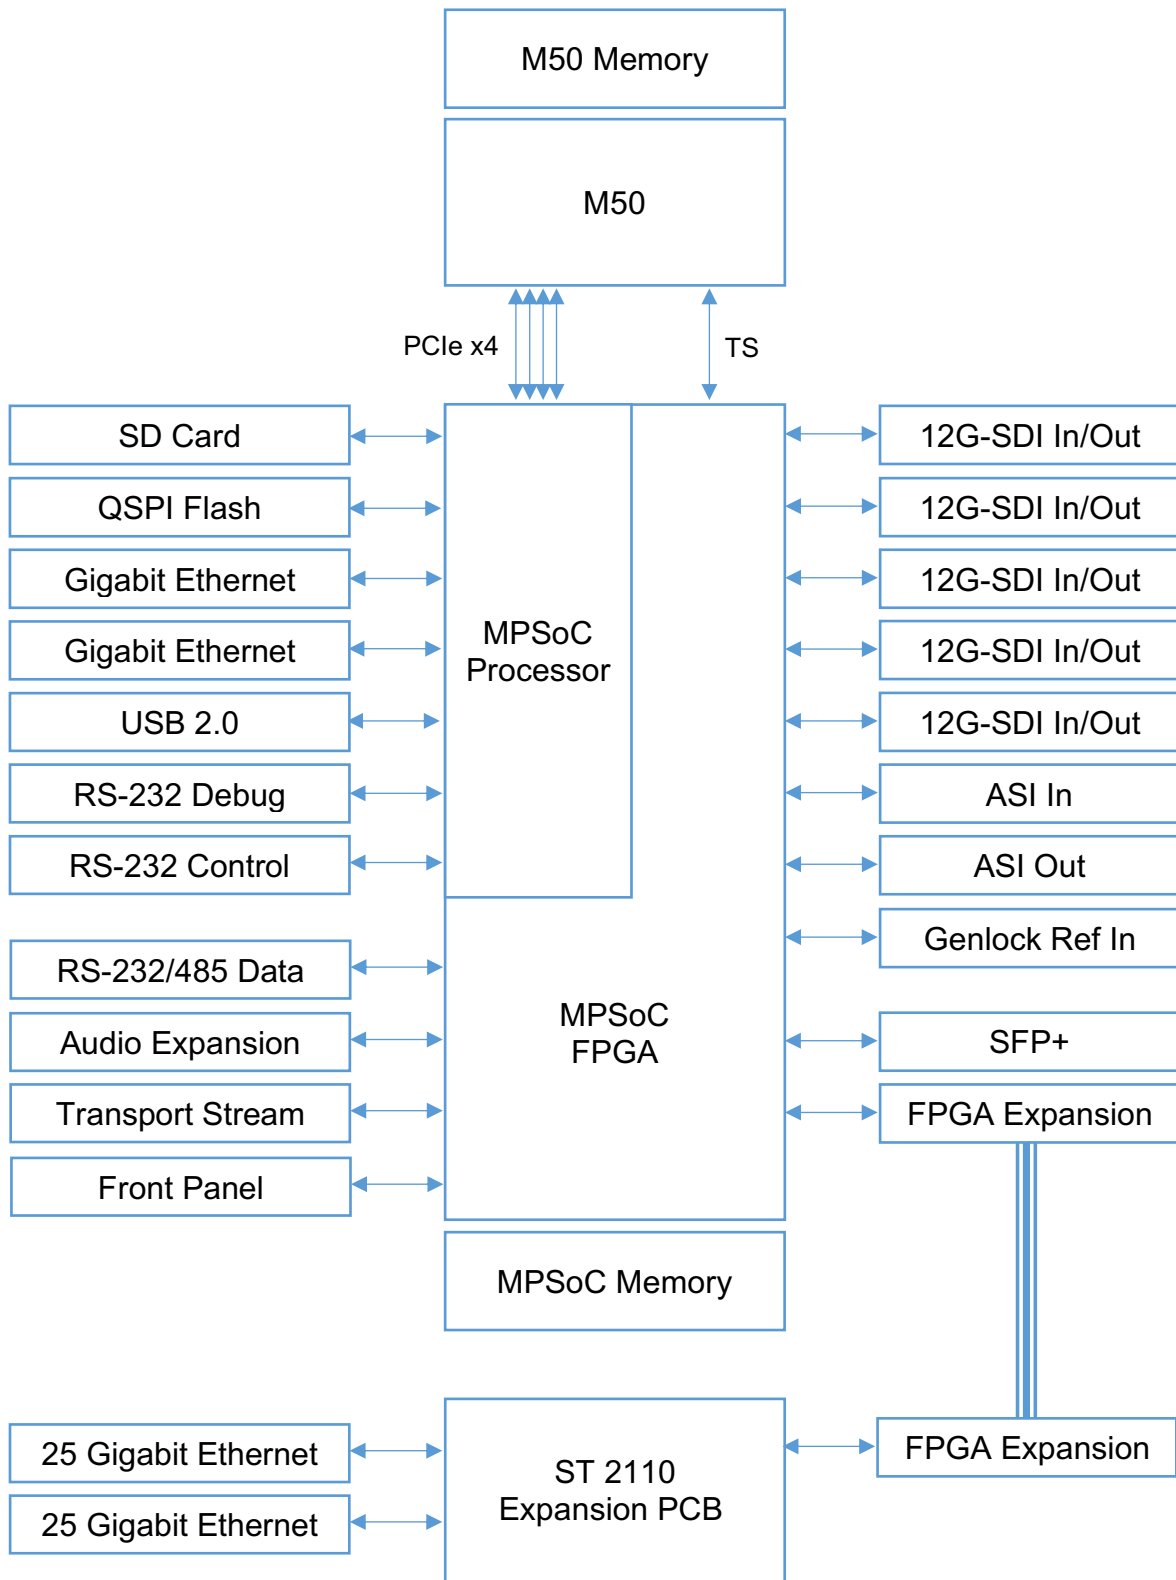 M50 Memory
M50
PCIe x4
TS
SD Card
QSPI Flash
Gigabit Ethernet
Gigabit Ethernet
USB 2.0
RS-232 Debug
RS-232 Control
RS-232/485 Data
Audio Expansion
Transport Stream
Front Panel
MPSoC
Processor
MPSoC
FPGA
MPSoC Memory
12G-SDI In/Out
12G-SDI In/Out
12G-SDI In/Out
12G-SDI In/Out
12G-SDI In/Out
ASI In
ASI Out
Genlock Ref In
SFP+
FPGA Expansion
25 Gigabit Ethernet
25 Gigabit Ethernet
ST 2110
Expansion PCB
FPGA Expansion